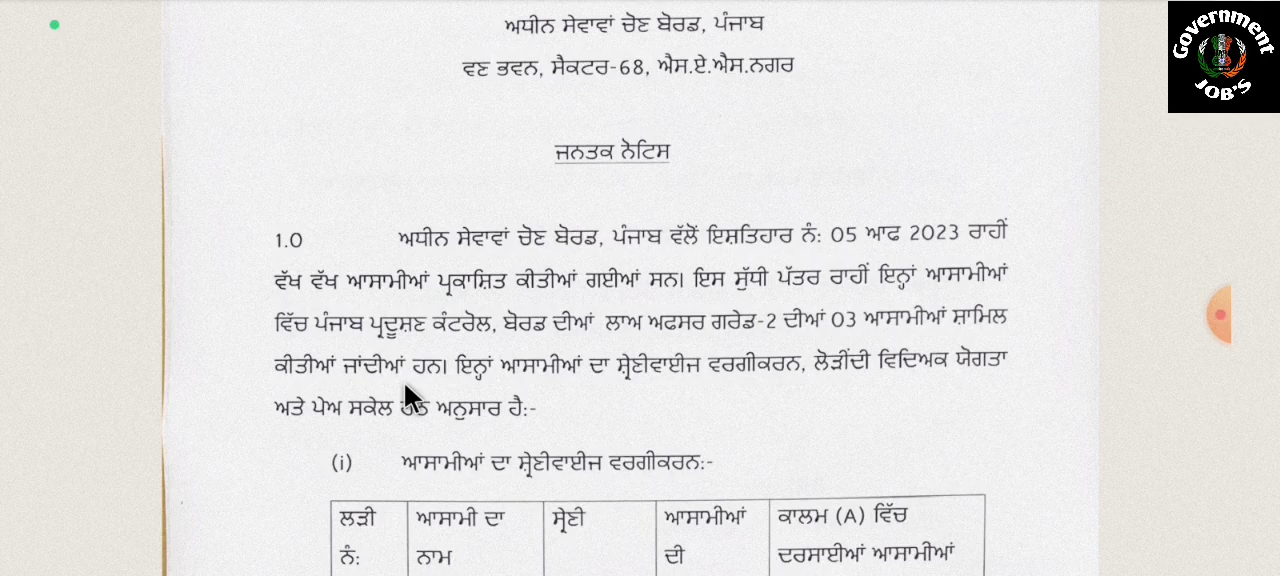 ਅਧੀਨ ਸੇਵਾਵਾਂ ਚੋਣ ਬੋਰਡ, ਪੰਜਾਬ
ਵਣ ਭਵਨ, ਸੈਕਟਰ-68, ਐਸ.ਏ.ਐਸ.ਨਗਰ
Government
JOB'S
ਜਨਤਕ ਨੋਟਿਸ
1.0 ਅਧੀਨ ਸੇਵਾਵਾਂ ਚੋਣ ਬੋਰਡ, ਪੰਜਾਬ ਵੱਲੋਂ ਇਸ਼ਤਿਹਾਰ ਨੰ: 05 ਆਫ 2023 ਰਾਹੀਂ
ਵੱਖ ਵੱਖ ਆਸਾਮੀਆਂ ਪ੍ਰਕਾਸ਼ਿਤ ਕੀਤੀਆਂ ਗਈਆਂ ਸਨ। ਇਸ ਸੁੱਧੀ ਪੱਤਰ ਰਾਹੀਂ ਇਨ੍ਹਾਂ ਆਸਾਮੀਆਂ
ਵਿੱਚ ਪੰਜਾਬ ਪ੍ਰਦੂਸ਼ਣ ਕੰਟਰੋਲ, ਬੋਰਡ ਦੀਆਂ ਲਾਅ ਅਫਸਰ ਗਰੇਡ-2 ਦੀਆਂ 03 ਆਸਾਮੀਆਂ ਸ਼ਾਮਿਲ
ਕੀਤੀਆਂ ਜਾਂਦੀਆਂ ਹਨ। ਇਨ੍ਹਾਂ ਆਸਾਮੀਆਂ ਦਾ ਸ਼੍ਰੇਣੀਵਾਈਜ ਵਰਗੀਕਰਨ, ਲੋੜੀਂਦੀ ਵਿਦਿਅਕ ਯੋਗਤਾ
ਅਤੇ ਪੇਅ ਸਕੇਲ ਅਨੁਸਾਰ ਹੈ:-
(i) ਆਸਾਮੀਆਂ ਦਾ ਸ਼੍ਰੇਣੀਵਾਈਜ ਵਰਗੀਕਰਨ:-
ਲੜੀ ਆਸਾਮੀ ਦਾ ਸ਼੍ਰੇਣੀ ਆਸਾਮੀਆਂ ਕਾਲਮ (A) ਵਿੱਚ
ਨੰ: ਨਾਮ ਦੀ ਦਰਸਾਈਆਂ ਆਸਾਮੀਆਂ